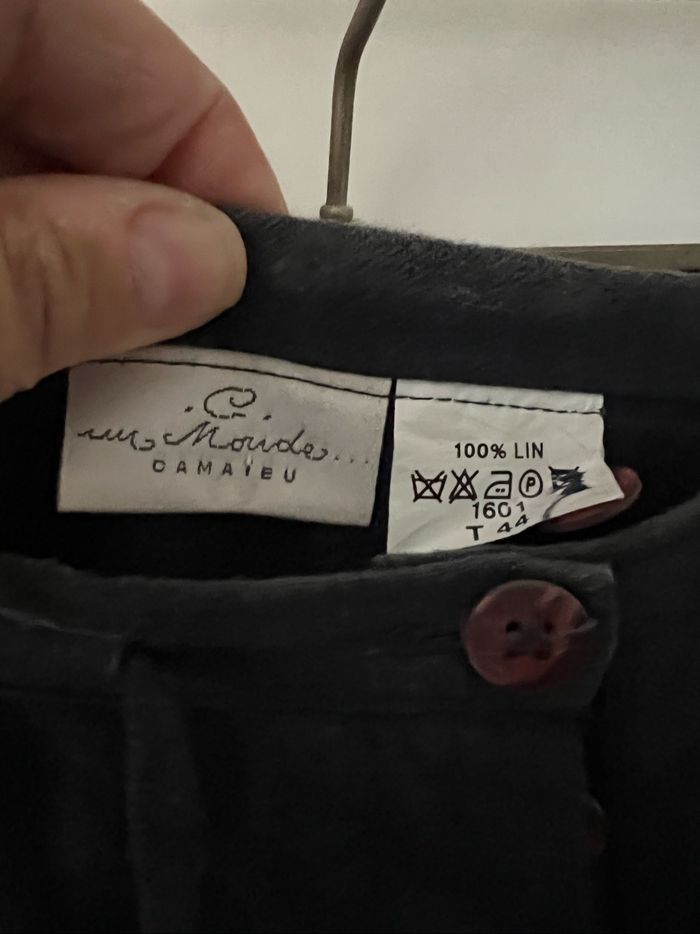 C
un Monde...
CAMAIEU
100% LIN
P
1601
T 44